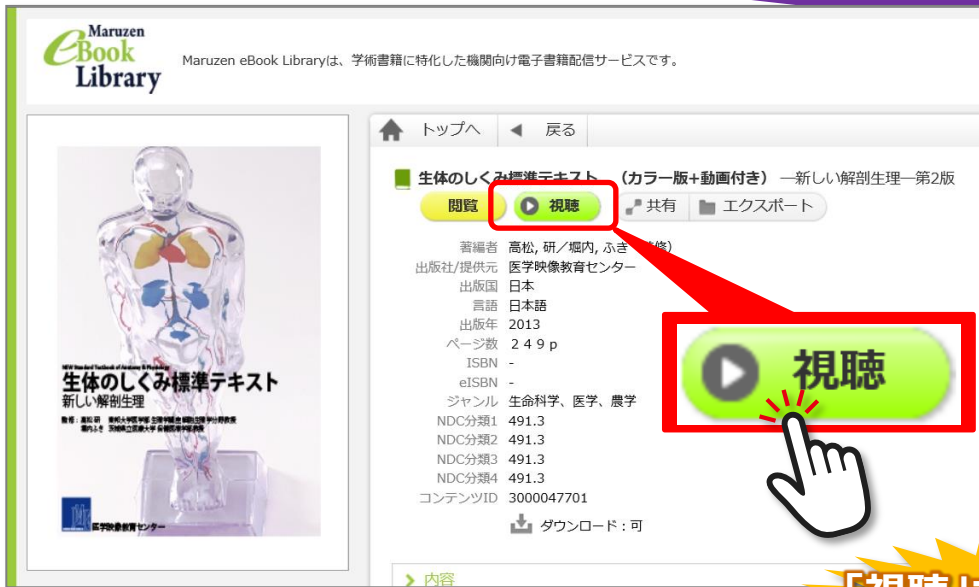 Maruzen
eBook
Library
Maruzen eBook Libraryは、学術書籍に特化した機関向け電子書籍配信サービスです。
トップへ ◀ 戻る
生体のしくみ標準テキスト （カラー版+動画付き） ―新しい解剖生理―第2版
閲覧 視聴 共有 エクスポート
著編者 高松, 研／堀内, ふき 修）
出版社/提供元 医学映像教育センター
出版国 日本
言語 日本語
出版年 2013
ページ数 ２４９ｐ
ISBN -
eISBN -
ジャンル 生命科学、医学、農学
NDC分類1 491.3
NDC分類2 491.3
NDC分類3 491.3
NDC分類4 491.3
コンテンツID 3000047701
ダウンロード：可
内容
視聴
NEW Standard Textbook of Anatomy & Physiology
生体のしくみ標準テキスト
新しい解剖生理
医学映像教育センター
「視聴